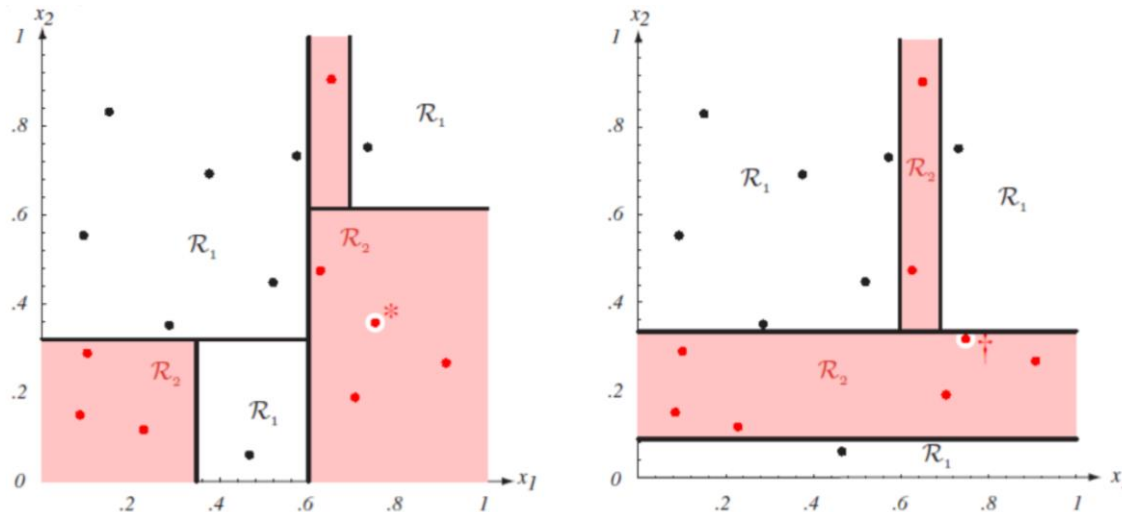 x₂
1
.8
.6
.4
.2
0
.2
.4
.6
.8
1
x₁
R₁
R₁
R₂
*
R₂
R₁
x₂
1
.8
.6
.4
.2
0
.2
.4
.6
.8
1
x
R₂
R₁
R₁
†
R₂
R₁